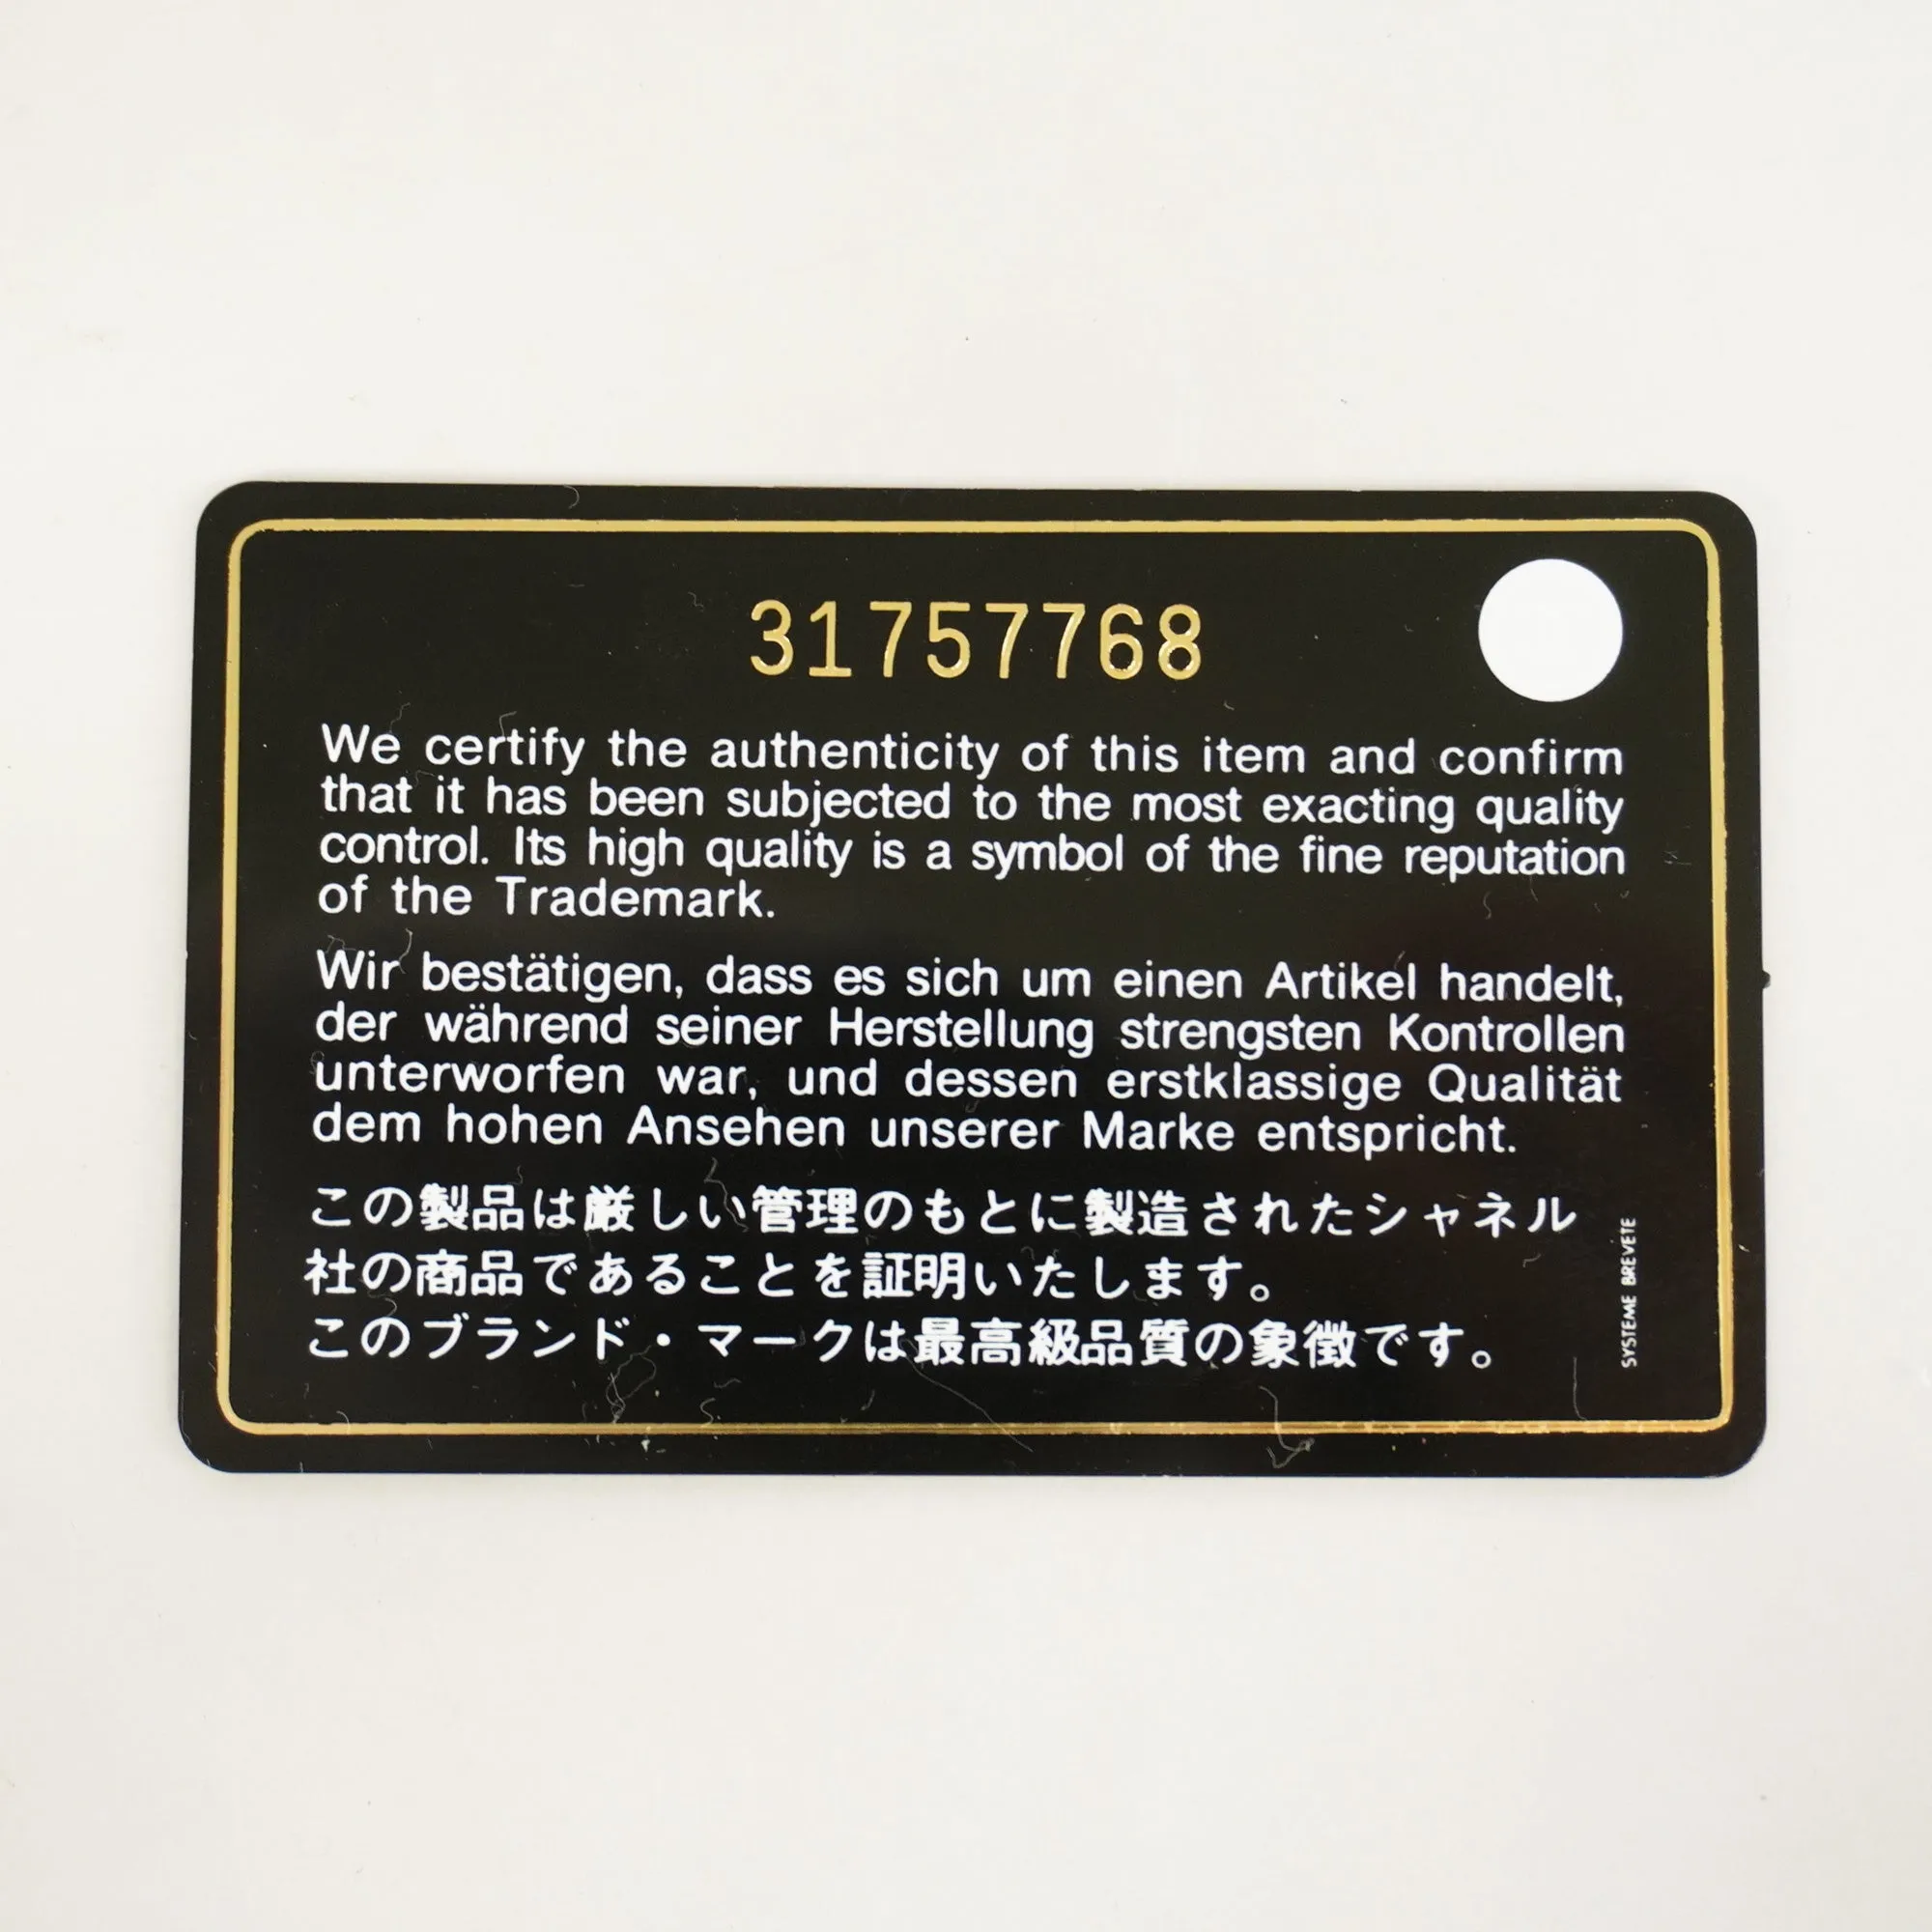 31757768
We certify the authenticity of this item and confirm
that it has been subjected to the most exacting quality
control. Its high quality is a symbol of the fine reputation
of the Trademark.
Wir bestätigen, dass es sich um einen Artikel handelt,
der während seiner Herstellung strengsten Kontrollen
unterworfen war, und dessen erstklassige Qualität
dem hohen Ansehen unserer Marke entspricht.
この製品は厳しい管理のもとに製造されたシャネル
社の商品であることを証明いたします。
このブランド・マークは最高級品質の象徴です。
SYSTEME BREVETE